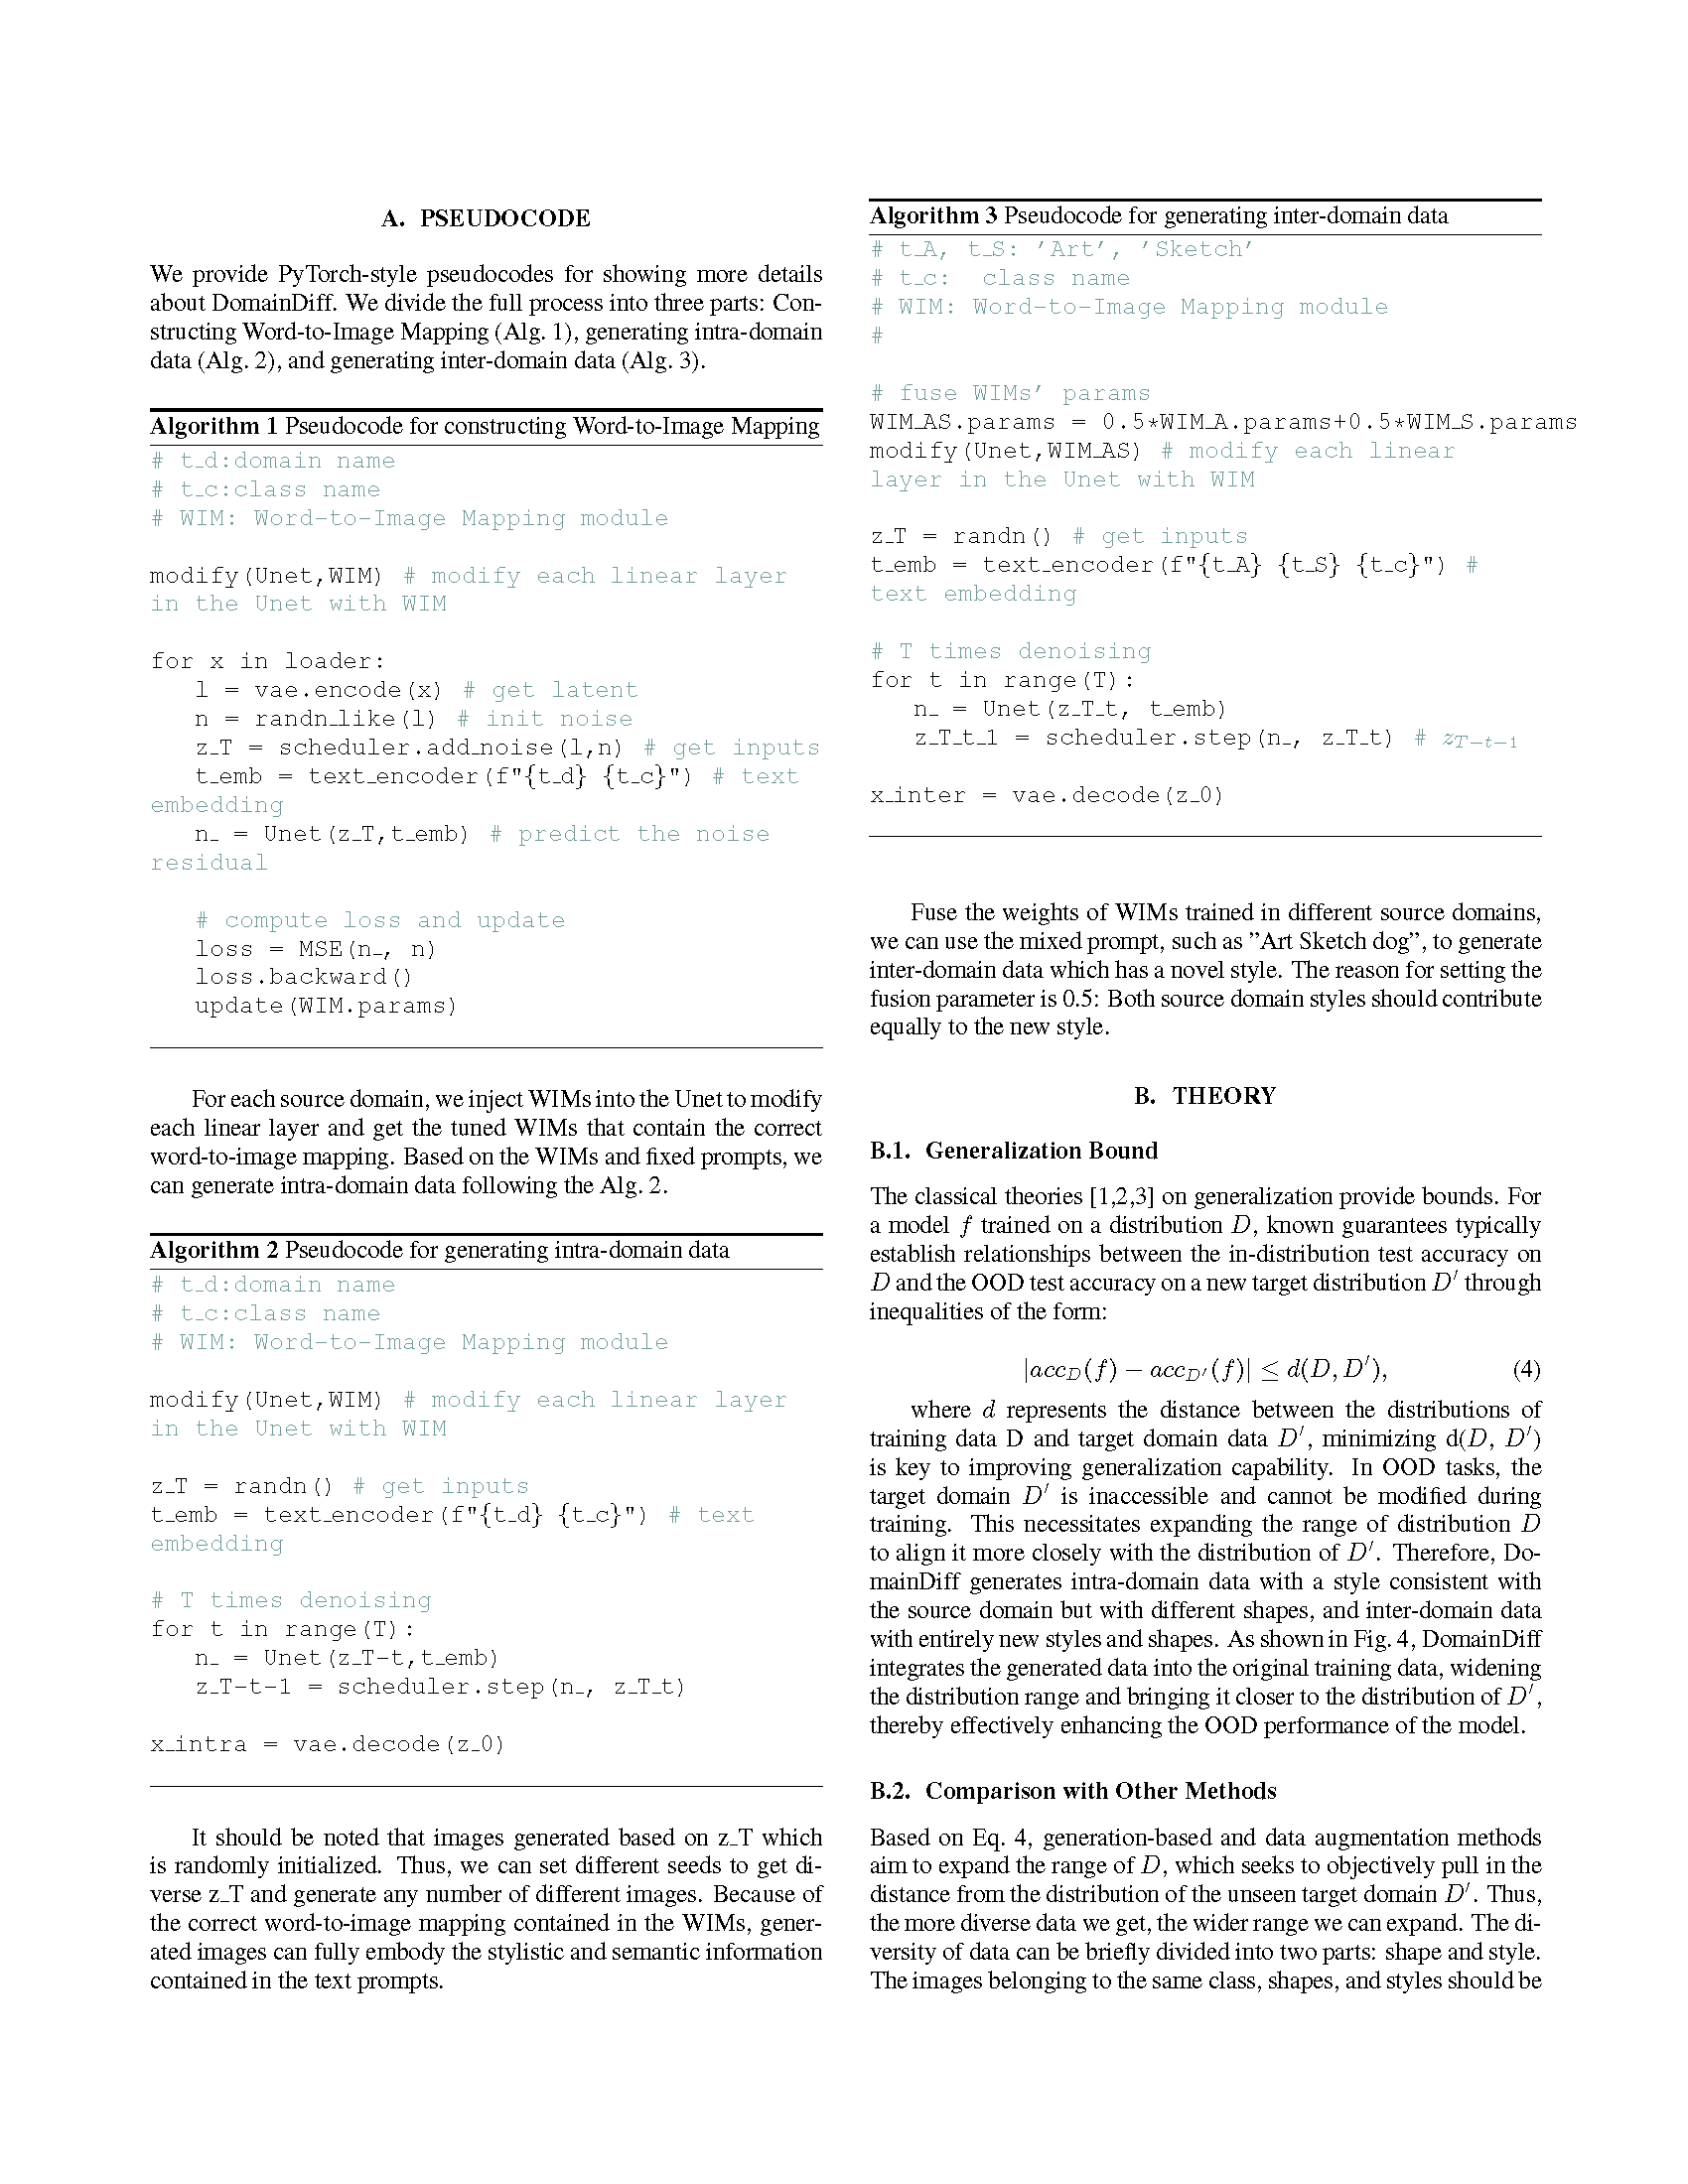 A. PSEUDOCODE
We provide PyTorch-style pseudocodes for showing more details
about DomainDiff. We divide the full process into three parts: Con-
structing Word-to-Image Mapping (Alg. 1), generating intra-domain
data (Alg. 2), and generating inter-domain data (Alg. 3).
Algorithm 1 Pseudocode for constructing Word-to-Image Mapping
# t_d:domain name
# t_c:class name
# WIM: Word-to-Image Mapping module
modify(Unet,WIM) # modify each linear layer
in the Unet with WIM
for x in loader:
l = vae.encode(x) # get latent
n = randn_like(l) # init noise
z_T = scheduler.add_noise(l,n) # get inputs
t_emb = text_encoder(f"{t_d} {t_c}") # text
embedding
n_ = Unet(z_T,t_emb) # predict the noise
residual
# compute loss and update
loss = MSE(n_, n)
loss.backward()
update(WIM.params)
For each source domain, we inject WIMs into the Unet to modify
each linear layer and get the tuned WIMs that contain the correct
word-to-image mapping. Based on the WIMs and fixed prompts, we
can generate intra-domain data following the Alg. 2.
Algorithm 2 Pseudocode for generating intra-domain data
# t_d:domain name
# t_c:class name
# WIM: Word-to-Image Mapping module
modify(Unet,WIM) # modify each linear layer
in the Unet with WIM
z_T = randn() # get inputs
t_emb = text_encoder(f"{t_d} {t_c}") # text
embedding
# T times denoising
for t in range(T):
n_ = Unet(z_T-t,t_emb)
z_T-t-1 = scheduler.step(n_, z_T_t)
x_intra = vae.decode(z_0)
It should be noted that images generated based on z_T which
is randomly initialized. Thus, we can set different seeds to get di-
verse z_T and generate any number of different images. Because of
the correct word-to-image mapping contained in the WIMs, gener-
ated images can fully embody the stylistic and semantic information
contained in the text prompts.
Algorithm 3 Pseudocode for generating inter-domain data
# t_A, t_S: 'Art', 'Sketch'
# t_c: class name
# WIM: Word-to-Image Mapping module
#
# fuse WIMs' params
WIM_AS.params = 0.5*WIM_A.params+0.5*WIM_S.params
modify(Unet,WIM_AS) # modify each linear
layer in the Unet with WIM
z_T = randn() # get inputs
t_emb = text_encoder(f"{t_A} {t_S} {t_c}") #
text embedding
# T times denoising
for t in range(T):
n_ = Unet(z_T_t, t_emb)
z_T_t_1 = scheduler.step(n_, z_T_t) # z_{T-t-1}
x_inter = vae.decode(z_0)
Fuse the weights of WIMs trained in different source domains,
we can use the mixed prompt, such as ”Art Sketch dog”, to generate
inter-domain data which has a novel style. The reason for setting the
fusion parameter is 0.5: Both source domain styles should contribute
equally to the new style.
B. THEORY
B.1. Generalization Bound
The classical theories [1,2,3] on generalization provide bounds. For
a model f trained on a distribution D, known guarantees typically
establish relationships between the in-distribution test accuracy on
D and the OOD test accuracy on a new target distribution D′ through
inequalities of the form:
|acc_D(f) − acc_{D′}(f)| ≤ d(D, D′), (4)
where d represents the distance between the distributions of
training data D and target domain data D′, minimizing d(D, D′)
is key to improving generalization capability. In OOD tasks, the
target domain D′ is inaccessible and cannot be modified during
training. This necessitates expanding the range of distribution D
to align it more closely with the distribution of D′. Therefore, Do-
mainDiff generates intra-domain data with a style consistent with
the source domain but with different shapes, and inter-domain data
with entirely new styles and shapes. As shown in Fig. 4, DomainDiff
integrates the generated data into the original training data, widening
the distribution range and bringing it closer to the distribution of D′,
thereby effectively enhancing the OOD performance of the model.
B.2. Comparison with Other Methods
Based on Eq. 4, generation-based and data augmentation methods
aim to expand the range of D, which seeks to objectively pull in the
distance from the distribution of the unseen target domain D′. Thus,
the more diverse data we get, the wider range we can expand. The di-
versity of data can be briefly divided into two parts: shape and style.
The images belonging to the same class, shapes, and styles should be